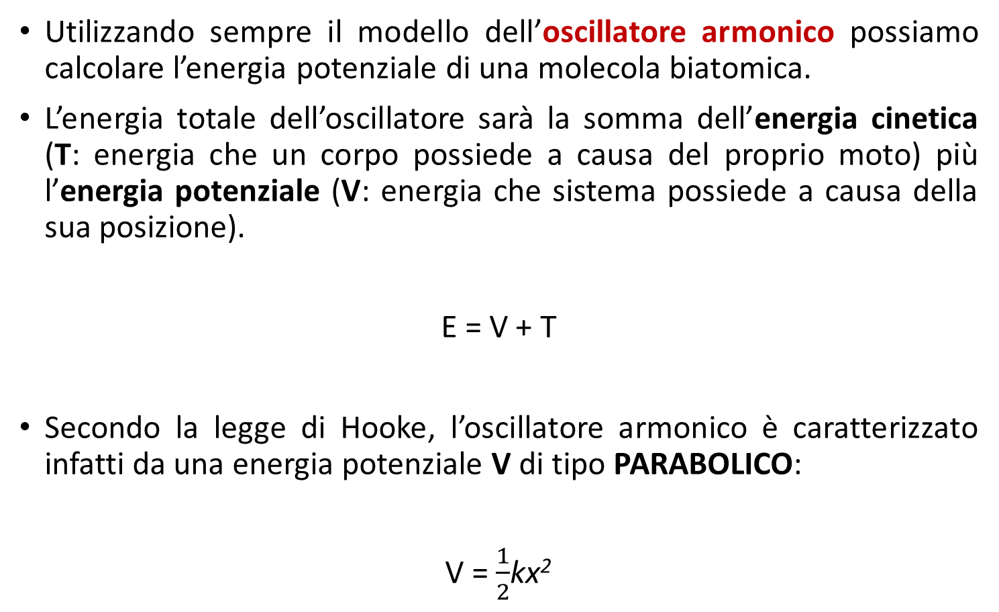 • Utilizzando sempre il modello dell’oscillatore armonico possiamo
calcolare l’energia potenziale di una molecola biatomica.
• L’energia totale dell’oscillatore sarà la somma dell’energia cinetica
(T: energia che un corpo possiede a causa del proprio moto) più
l’energia potenziale (V: energia che sistema possiede a causa della
sua posizione).
E = V + T
• Secondo la legge di Hooke, l’oscillatore armonico è caratterizzato
infatti da una energia potenziale V di tipo PARABOLICO:
V = 1/2 kx²